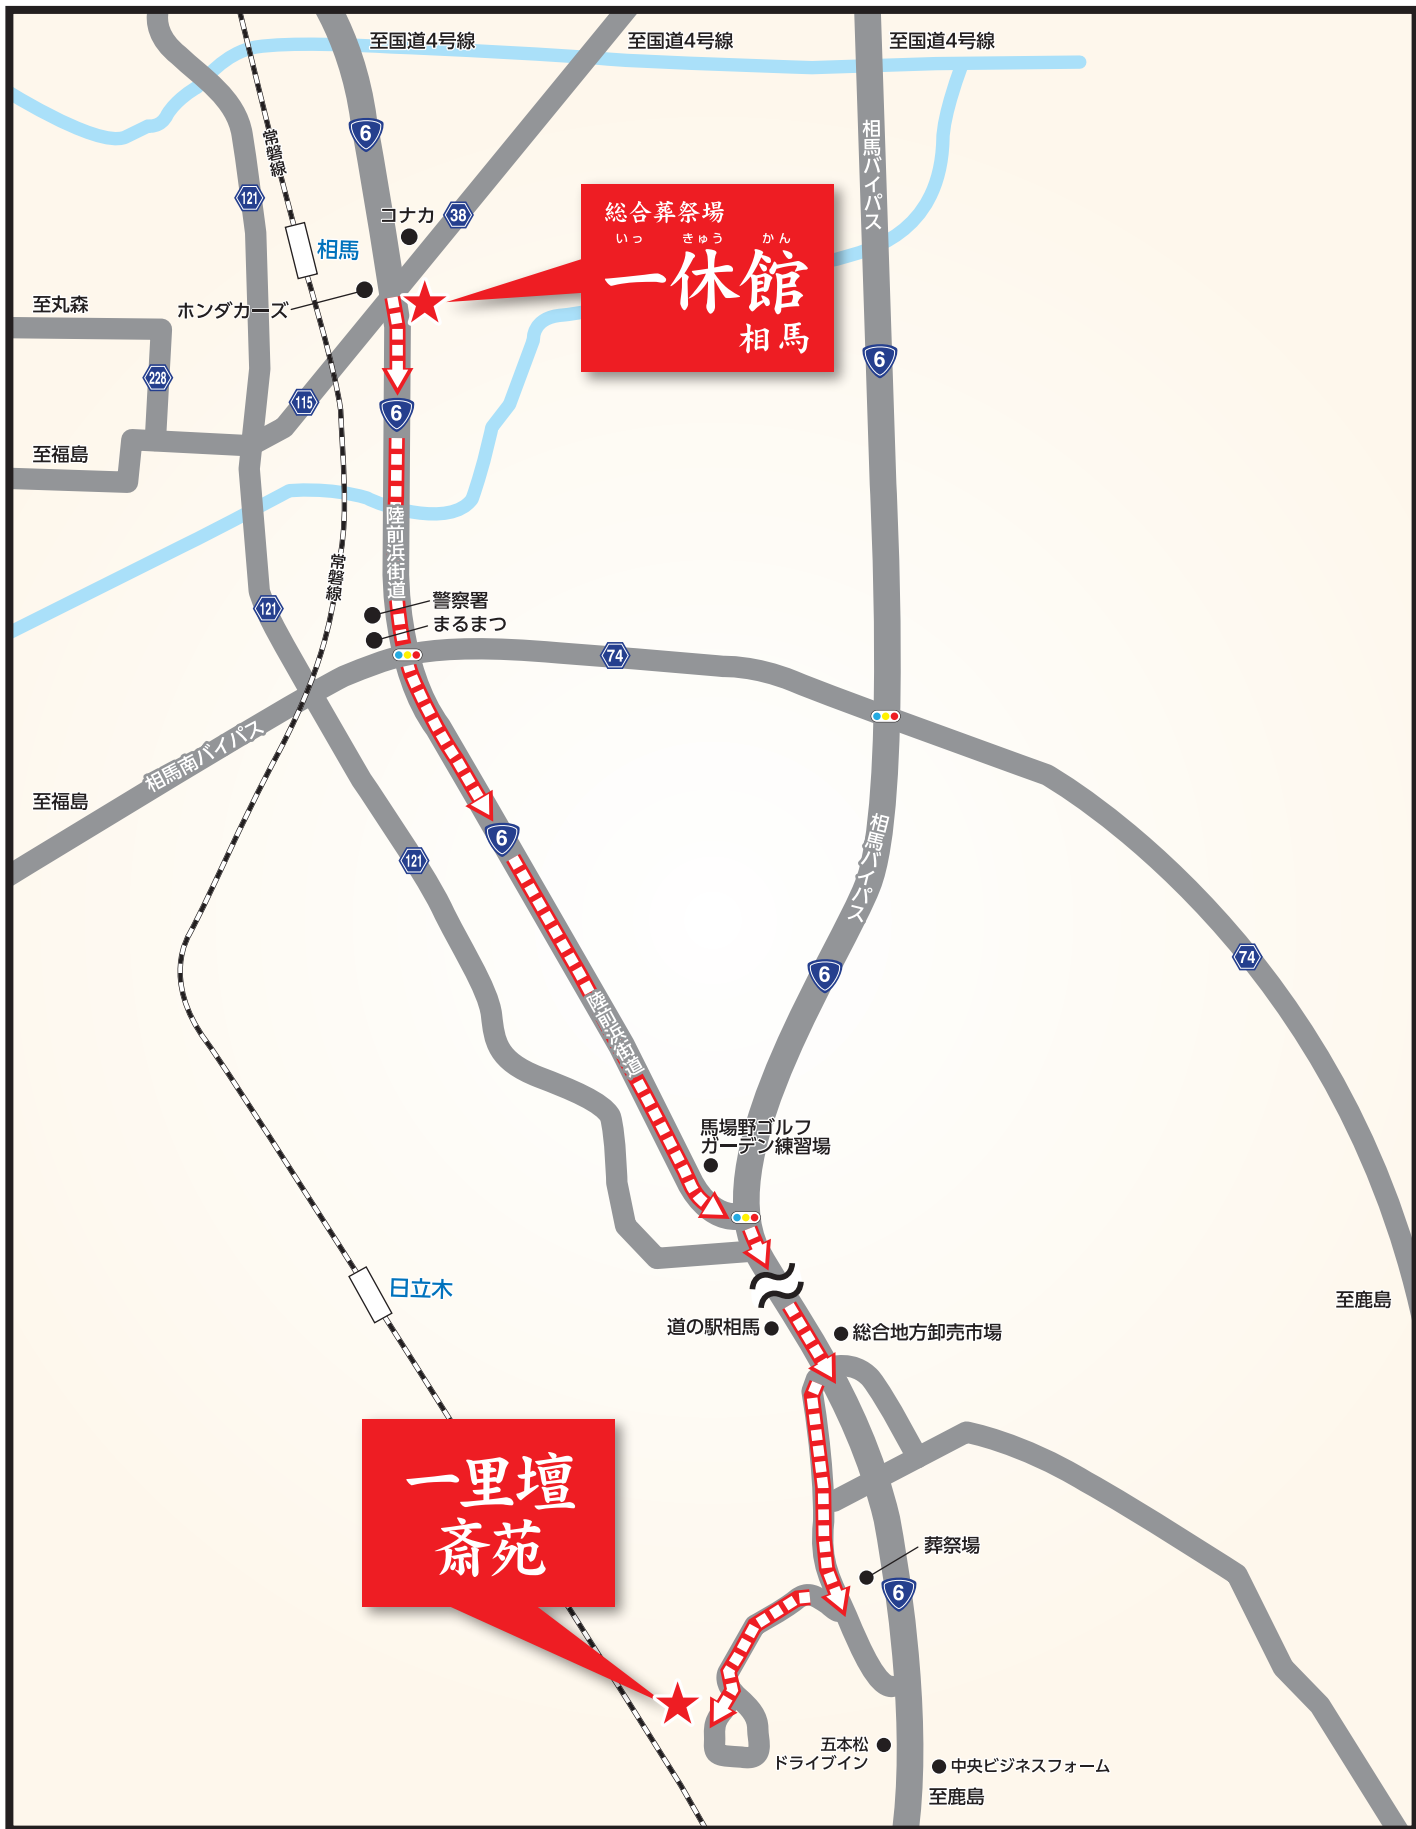 至国道4号線
至国道4号線
至国道4号線
6
常磐線
相馬バイパス
121
コナカ
38
総合葬祭場
いっ きゅう かん
一休館
相馬
相馬
ホンダカーズ
至丸森
228
115
6
6
至福島
陸前浜街道
常磐線
121
警察署
まるまつ
74
相馬南バイパス
至福島
6
121
相馬バイパス
74
6
陸前浜街道
馬場野ゴルフ
ガーデン練習場
日立木
至鹿島
道の駅相馬
総合地方卸売市場
一里壇
斎苑
葬祭場
6
五本松
ドライブイン
中央ビジネスフォーム
至鹿島